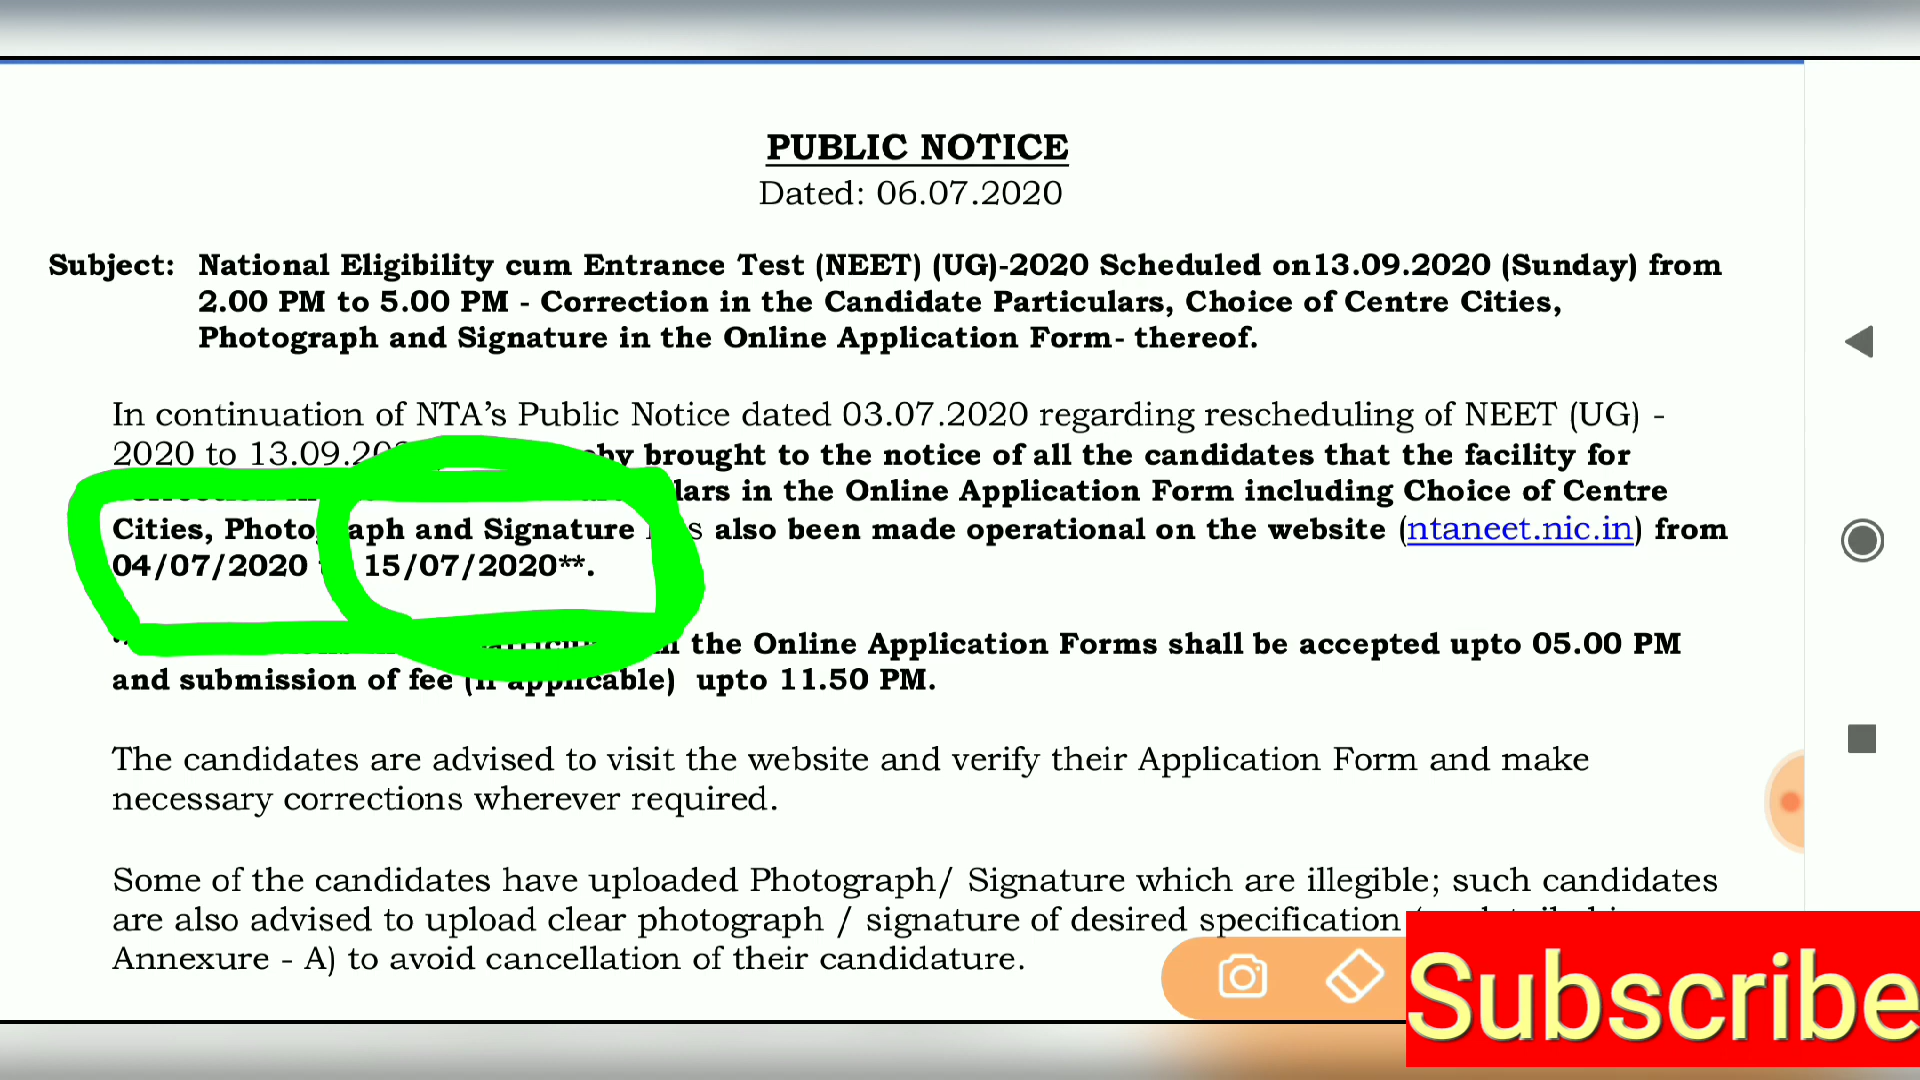 PUBLIC NOTICE
Dated: 06.07.2020
Subject: National Eligibility cum Entrance Test (NEET) (UG)-2020 Scheduled on13.09.2020 (Sunday) from
2.00 PM to 5.00 PM - Correction in the Candidate Particulars, Choice of Centre Cities,
Photograph and Signature in the Online Application Form- thereof.
In continuation of NTA's Public Notice dated 03.07.2020 regarding rescheduling of NEET (UG) -
2020 to brought to the notice of all the candidates that the facility for
in the Online Application Form including Choice of Centre
Cities, Photograph and Signature also been made operational on the website (ntaneet.nic.in) from
04/07/2020 15/07/2020**.
the Online Application Forms shall be accepted upto 05.00 PM
and submission of fee (if applicable) upto 11.50 PM.
The candidates are advised to visit the website and verify their Application Form and make
necessary corrections wherever required.
Some of the candidates have uploaded Photograph/ Signature which are illegible; such candidates
are also advised to upload clear photograph / signature of desired specification
Annexure - A) to avoid cancellation of their candidature.
Subscribe